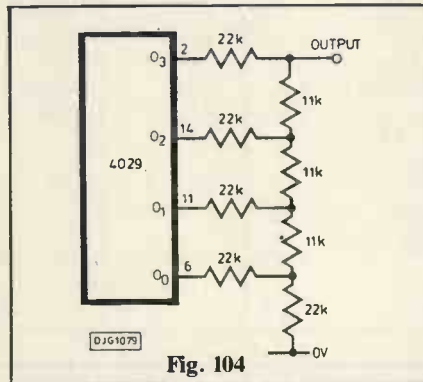 22k
OUTPUT
O3 2
11k
22k
O2 14
4029
11k
22k
O1 11
11k
22k
O0 6
22k
DJG1079
0V
Fig. 104